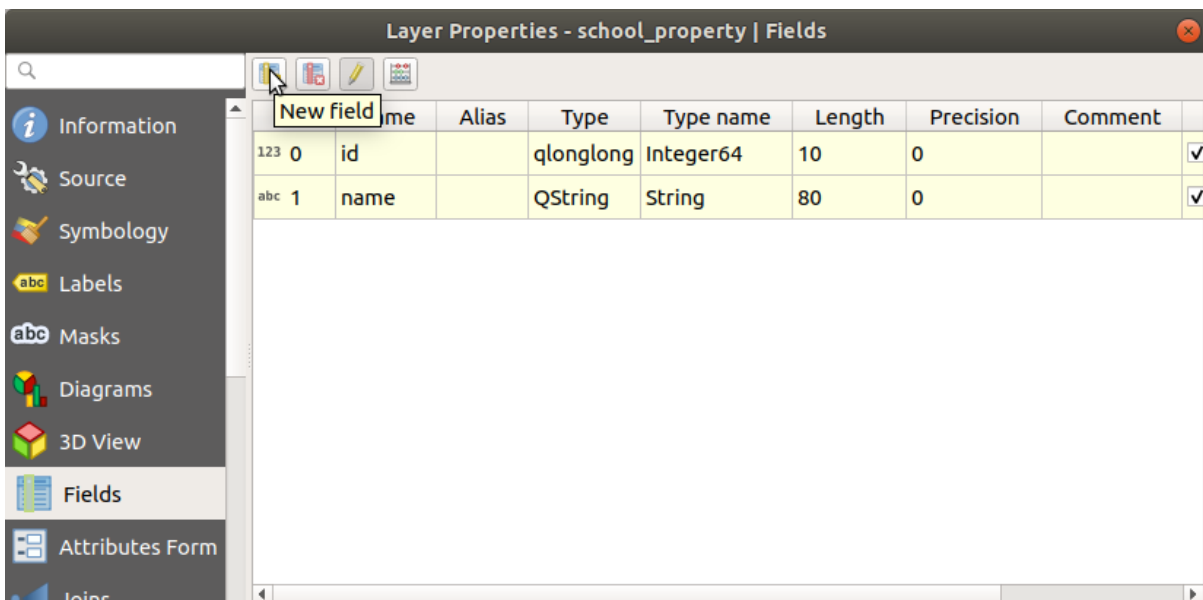 Layer Properties - school_property | Fields
New field
me Alias Type Type name Length Precision Comment
Information
123 0 id qlonglong Integer64 10 0
Source
abc 1 name QString String 80 0
Symbology
abc Labels
abc Masks
Diagrams
3D View
Fields
Attributes Form
Joins